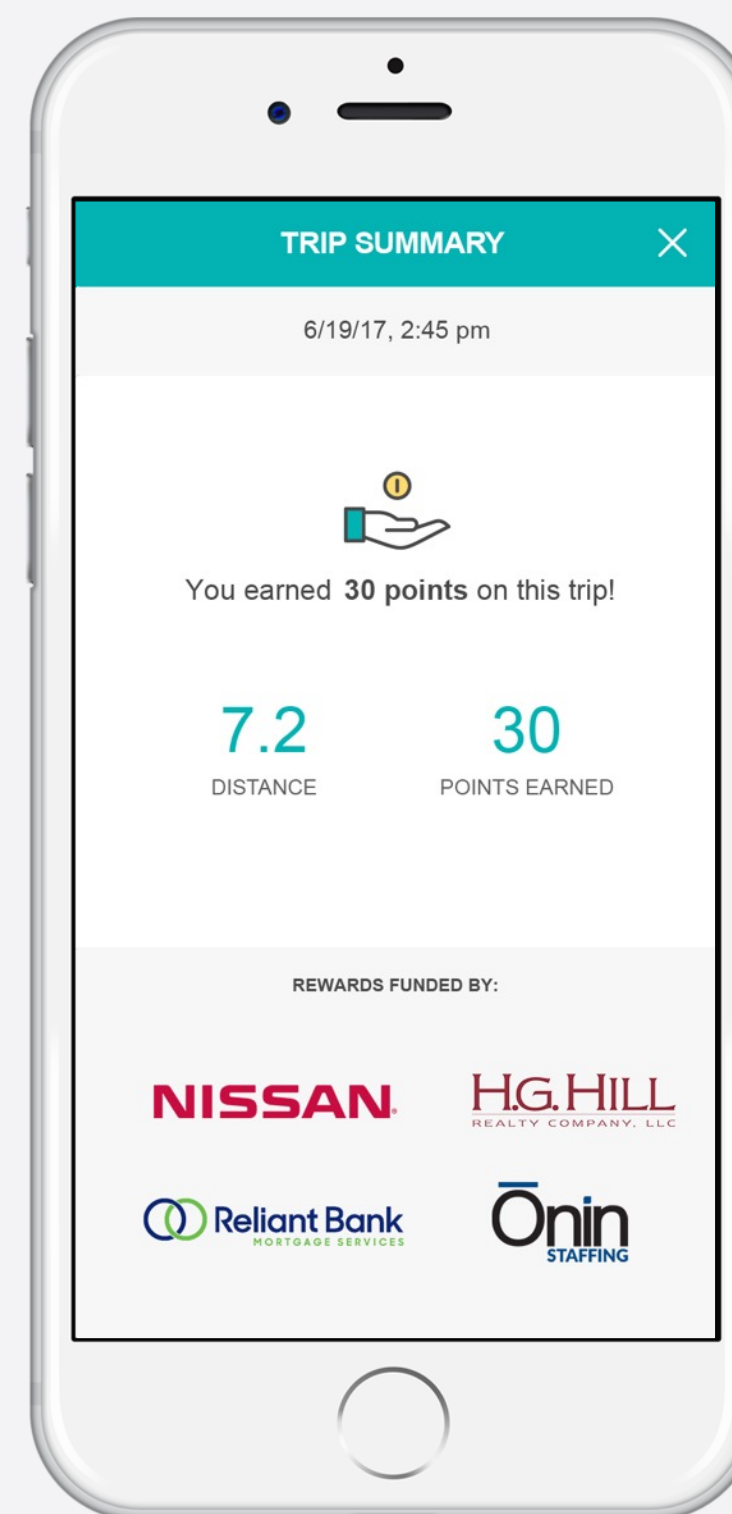 TRIP SUMMARY
6/19/17, 2:45 pm
You earned 30 points on this trip!
7.2 30
DISTANCE POINTS EARNED
REWARDS FUNDED BY:
NISSAN
H.G. HILL
REALTY COMPANY, LLC
Reliant Bank
MORTGAGE SERVICES
Ōnin
STAFFING